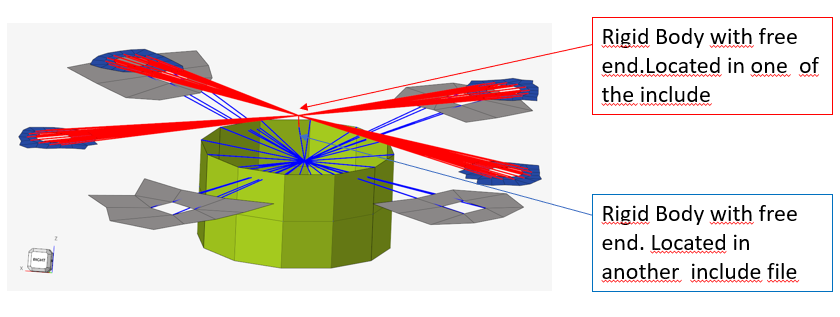 Rigid Body with free
end.Located in one of
the include
Rigid Body with free
end. Located in
another include file
RIGHT
Z
X